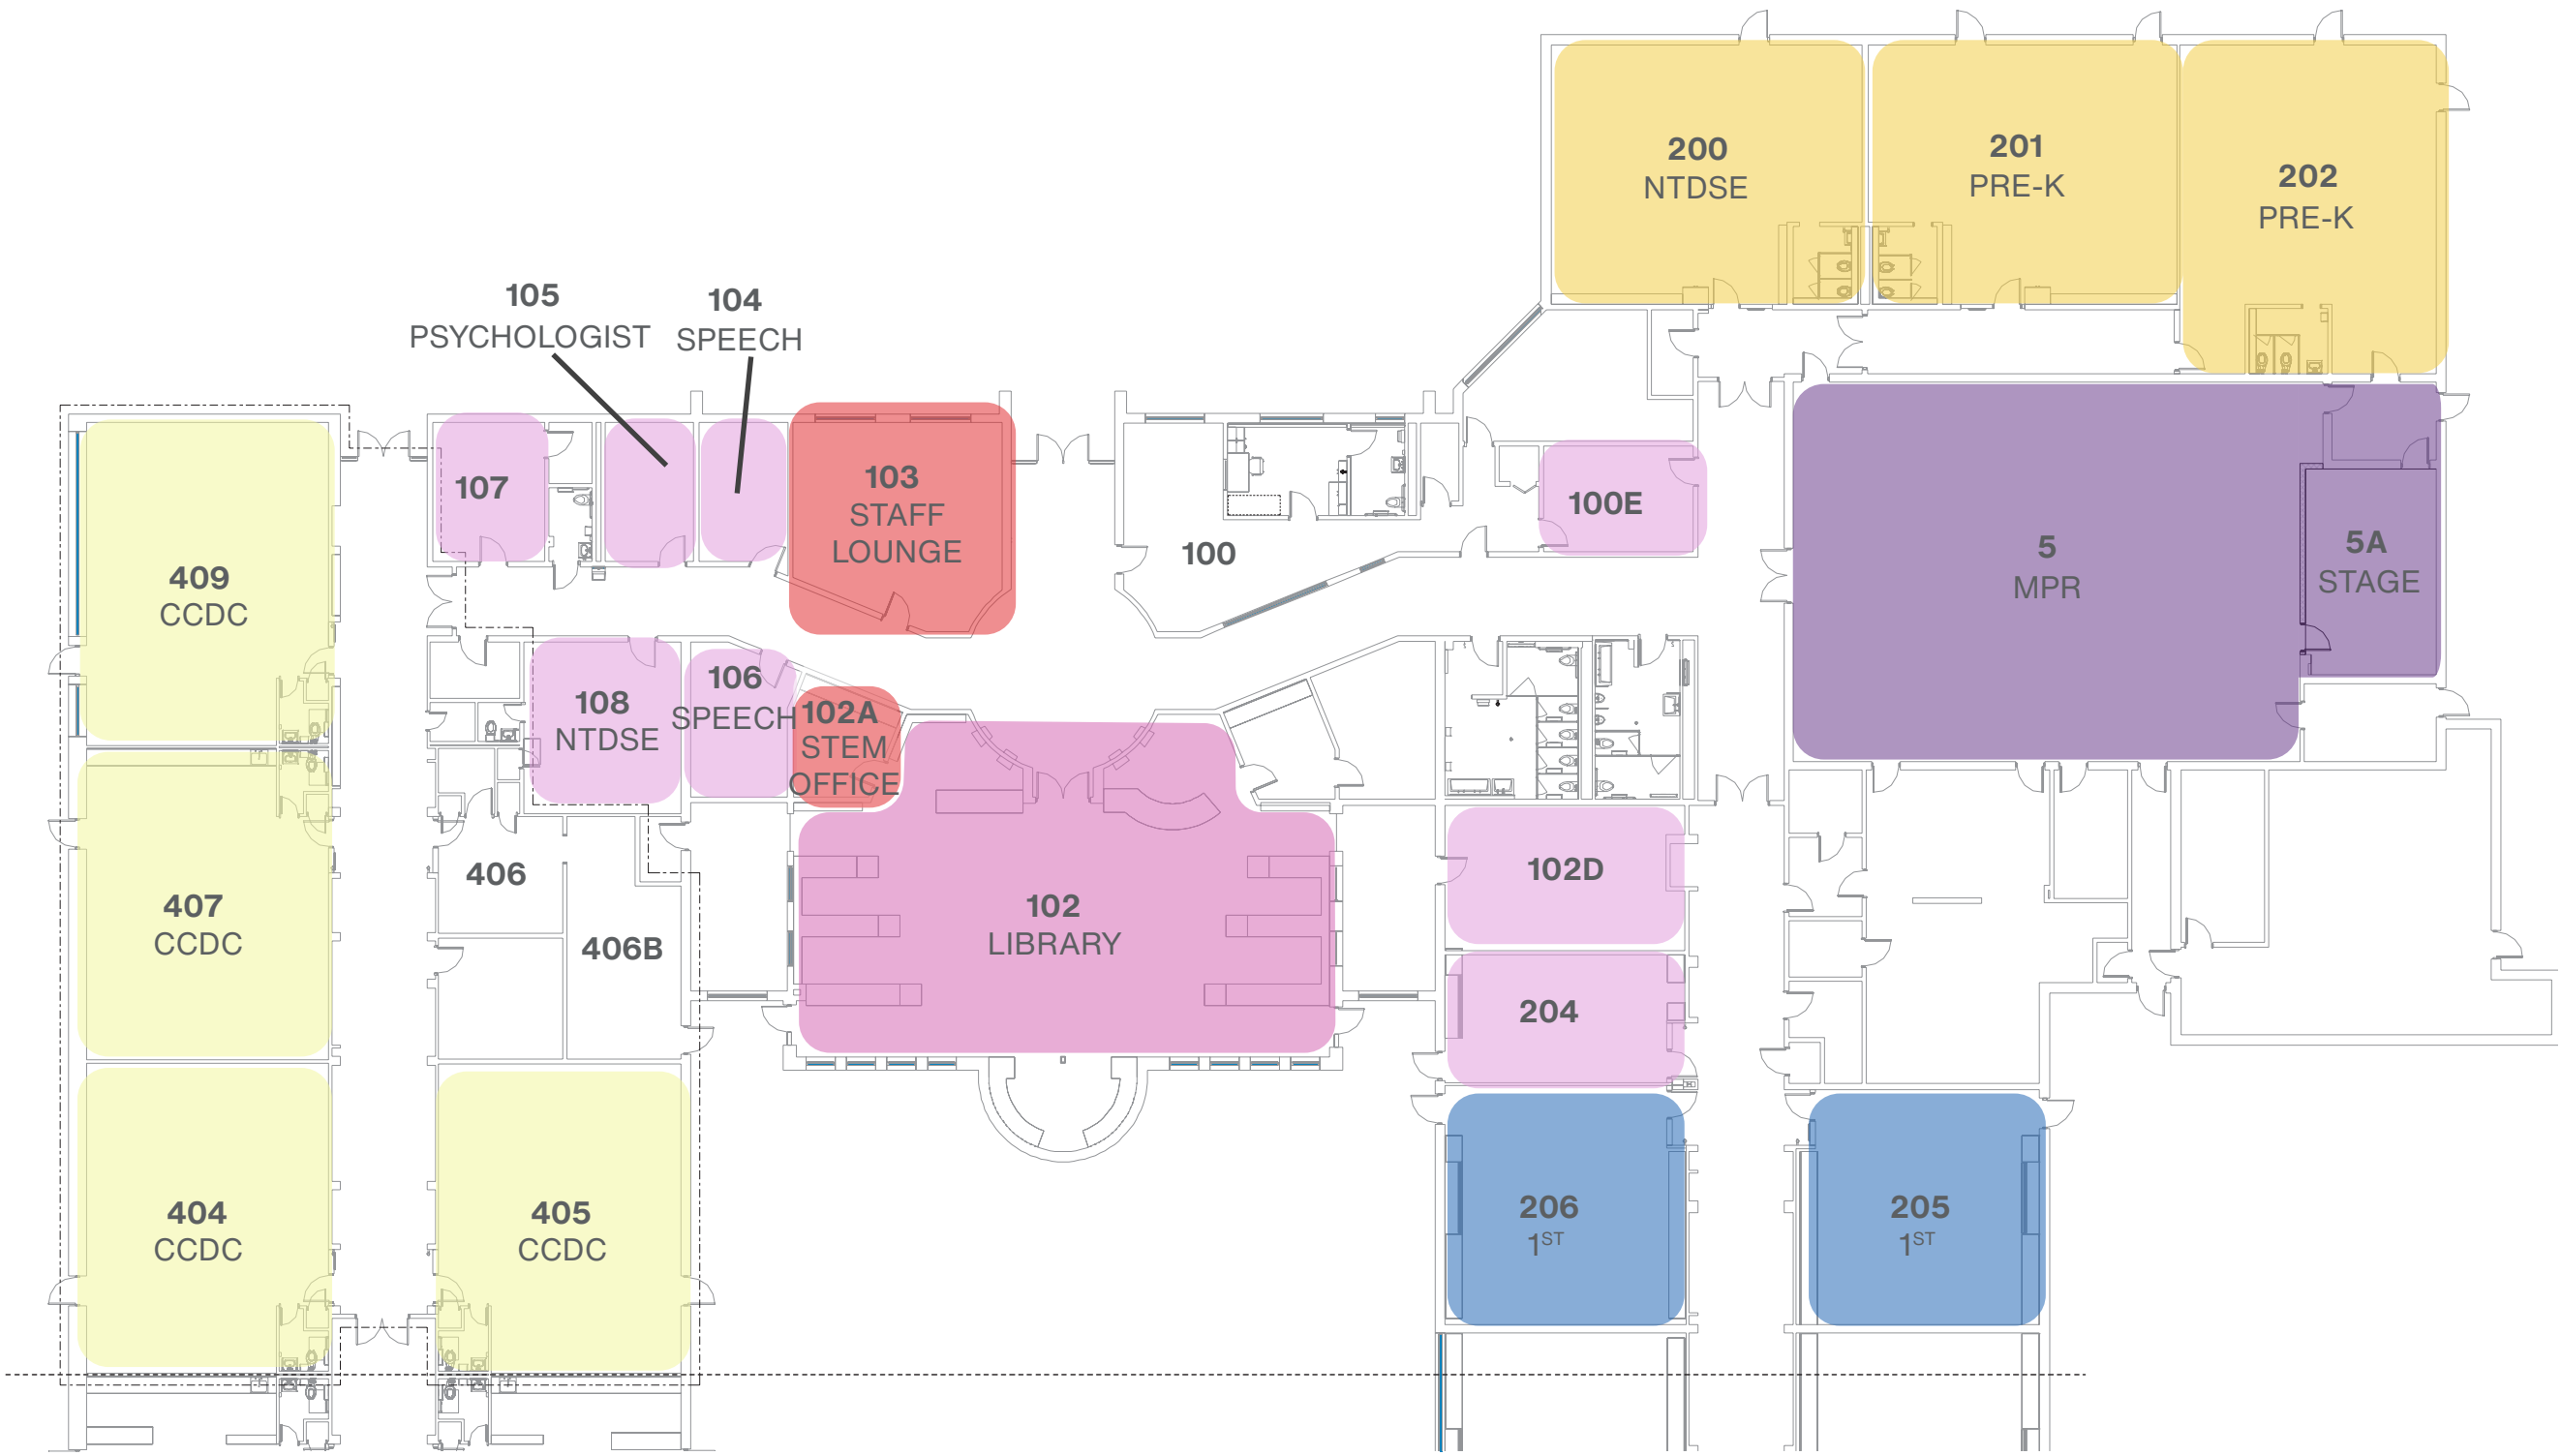 200
NTDSE
201
PRE-K
202
PRE-K
105
PSYCHOLOGIST
104
SPEECH
107
103
STAFF
LOUNGE
100
100E
5
MPR
5A
STAGE
409
CCDC
108
NTDSE
106
SPEECH
102A
STEM
OFFICE
407
CCDC
406
406B
102
LIBRARY
102D
204
404
CCDC
405
CCDC
206
1ST
205
1ST